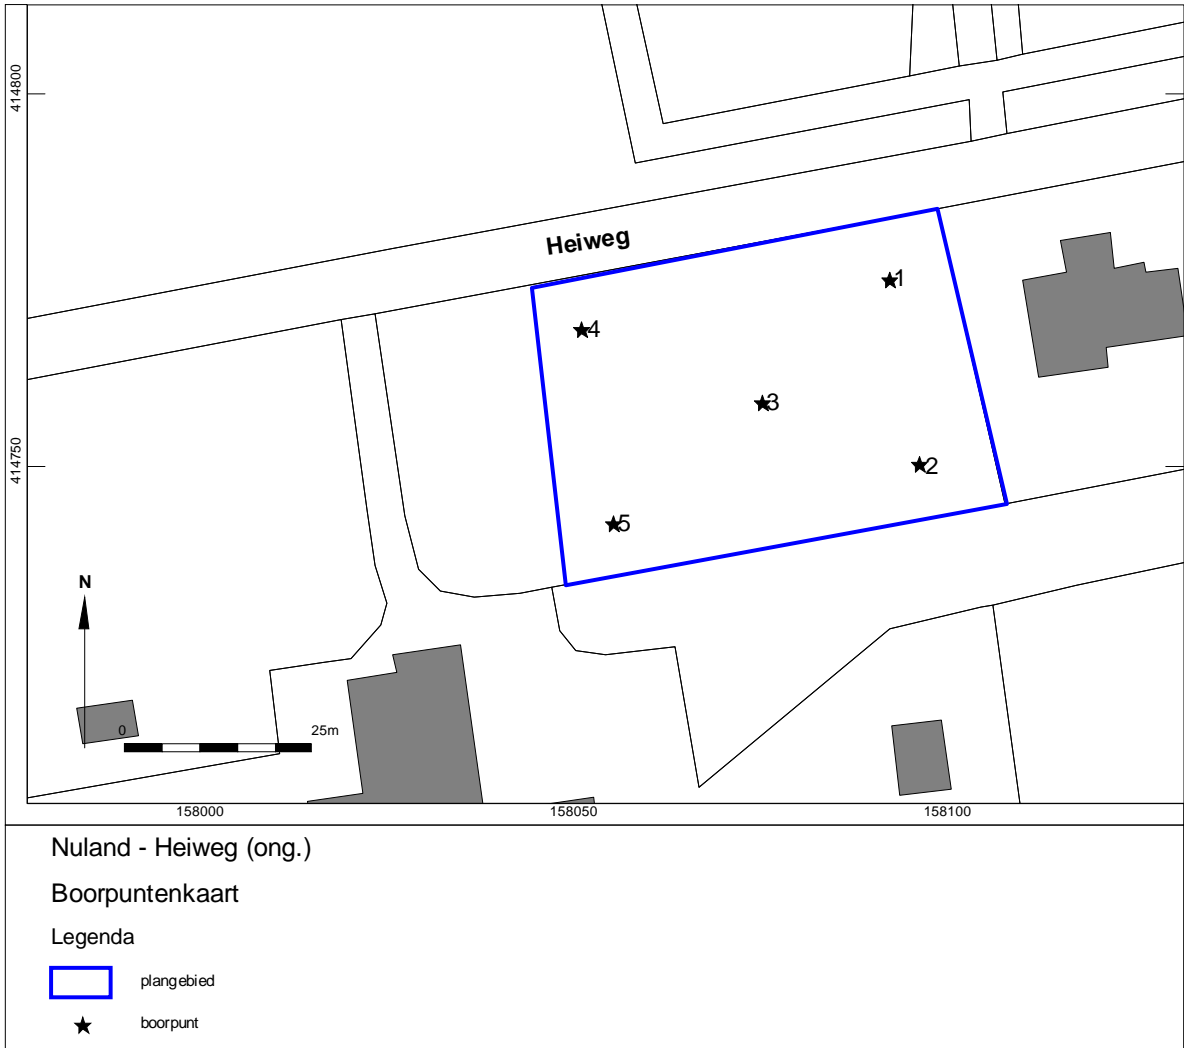 414800
Heiweg
1
4
3
414750
2
5
N
0 25m
158000 158050 158100
Nuland - Heiweg (ong.)
Boorpuntenkaart
Legenda
plangebied
boorpunt